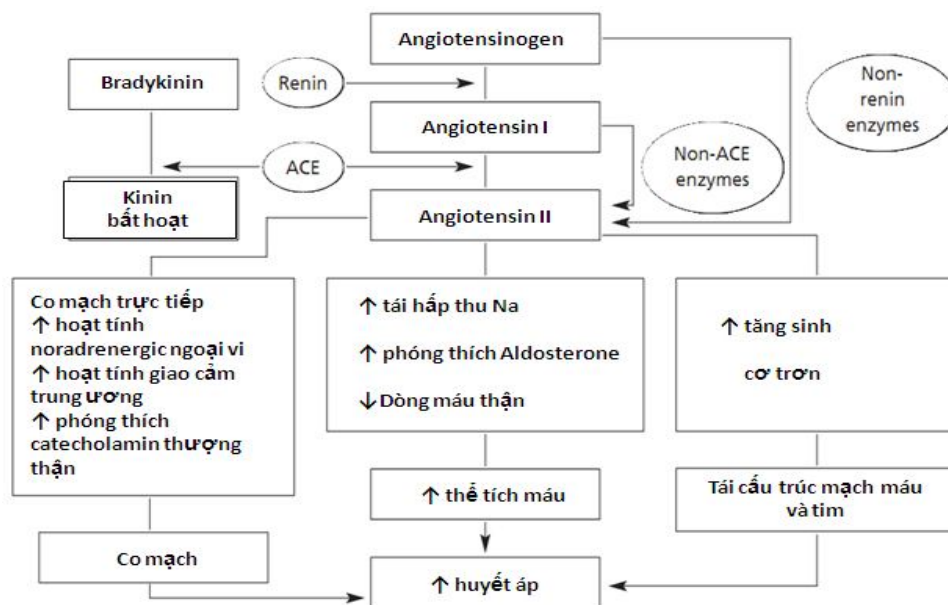 Angiotensinogen
Bradykinin
Renin
Non-
renin
enzymes
Angiotensin I
Non-ACE
enzymes
ACE
Kinin
bất hoạt
Angiotensin II
Co mạch trực tiếp
↑ hoạt tính
noradrenergic ngoại vi
↑ hoạt tính giao cảm
trung ương
↑ phóng thích
catecholamin thượng
thận
↑ tái hấp thu Na
↑ phóng thích Aldosterone
↓ Dòng máu thận
↑ tăng sinh
cơ trơn
↑ thể tích máu
Tái cấu trúc mạch máu
và tim
Co mạch
↑ huyết áp